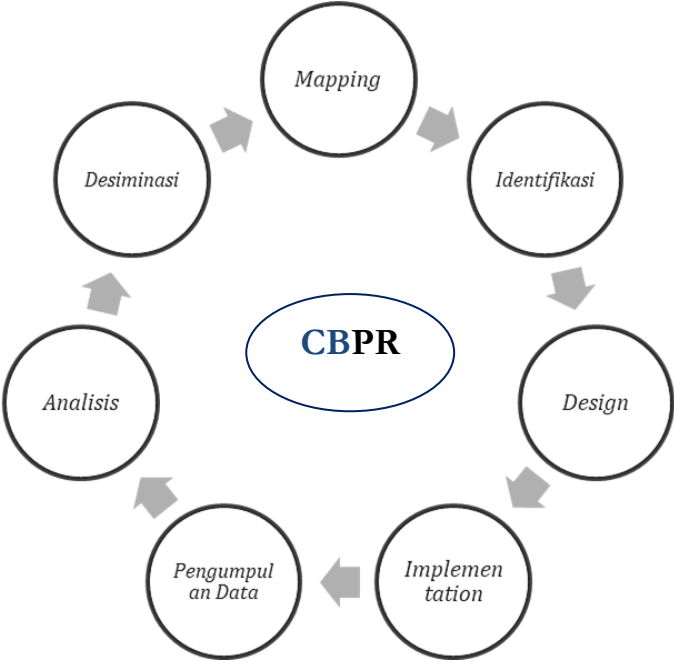 Mapping
Identifikasi
Design
Implemen
tation
Pengumpul
an Data
Analisis
Desiminasi
CBPR